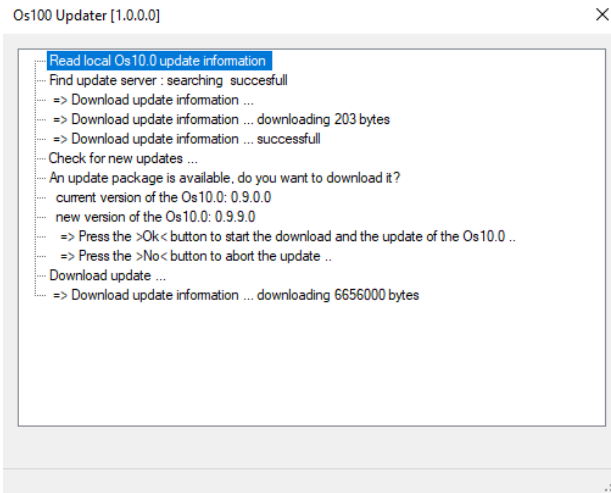 Os100 Updater [1.0.0.0]
Read local Os10.0 update information
Find update server : searching succesfull
=> Download update information ...
=> Download update information ... downloading 203 bytes
=> Download update information ... successfull
Check for new updates ...
An update package is available, do you want to download it?
current version of the Os10.0: 0.9.0.0
new version of the Os10.0: 0.9.9.0
=> Press the >Ok< button to start the download and the update of the Os10.0 ..
=> Press the >No< button to abort the update ..
Download update ...
=> Download update information ... downloading 6656000 bytes